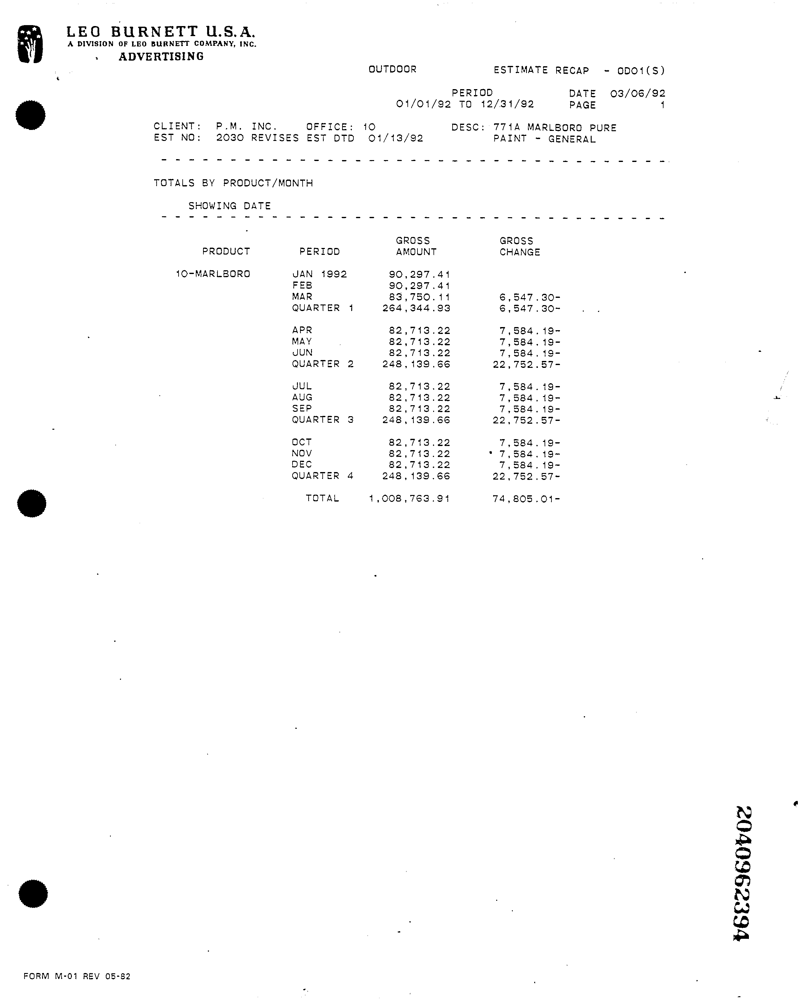 LEO BURNETT U.S.A.
A DIVISION OF LEO BURNETT COMPANY, INC.
ADVERTISING
OUTDOOR ESTIMATE RECAP - ODO1(S)
PERIOD DATE 03/06/92
01/01/92 TO 12/31/92 PAGE 1
CLIENT: P.M. INC. OFFICE: 10 DESC: 771A MARLBORO PURE
EST NO: 2030 REVISES EST DTD 01/13/92 PAINT - GENERAL
TOTALS BY PRODUCT/MONTH
SHOWING DATE
GROSS GROSS
PRODUCT PERIOD AMOUNT CHANGE
10-MARLBORO JAN 1992 90,297.41
FEB 90,297.41
MAR 83,750.11 6,547.30-
QUARTER 1 264,344.93 6,547.30-
APR 82,713.22 7,584.19-
MAY 82,713.22 7,584.19-
JUN 82,713.22 7,584.19-
QUARTER 2 248,139.66 22,752.57-
JUL 82,713.22 7,584.19-
AUG 82,713.22 7,584.19-
SEP 82,713.22 7,584.19-
QUARTER 3 248,139.66 22,752.57-
OCT 82,713.22 7,584.19-
NOV 82,713.22 7,584.19-
DEC 82,713.22 7,584.19-
QUARTER 4 248,139.66 22,752.57-
TOTAL 1,008,763.91 74,805.01-
2040962394
FORM M-01 REV 05-82